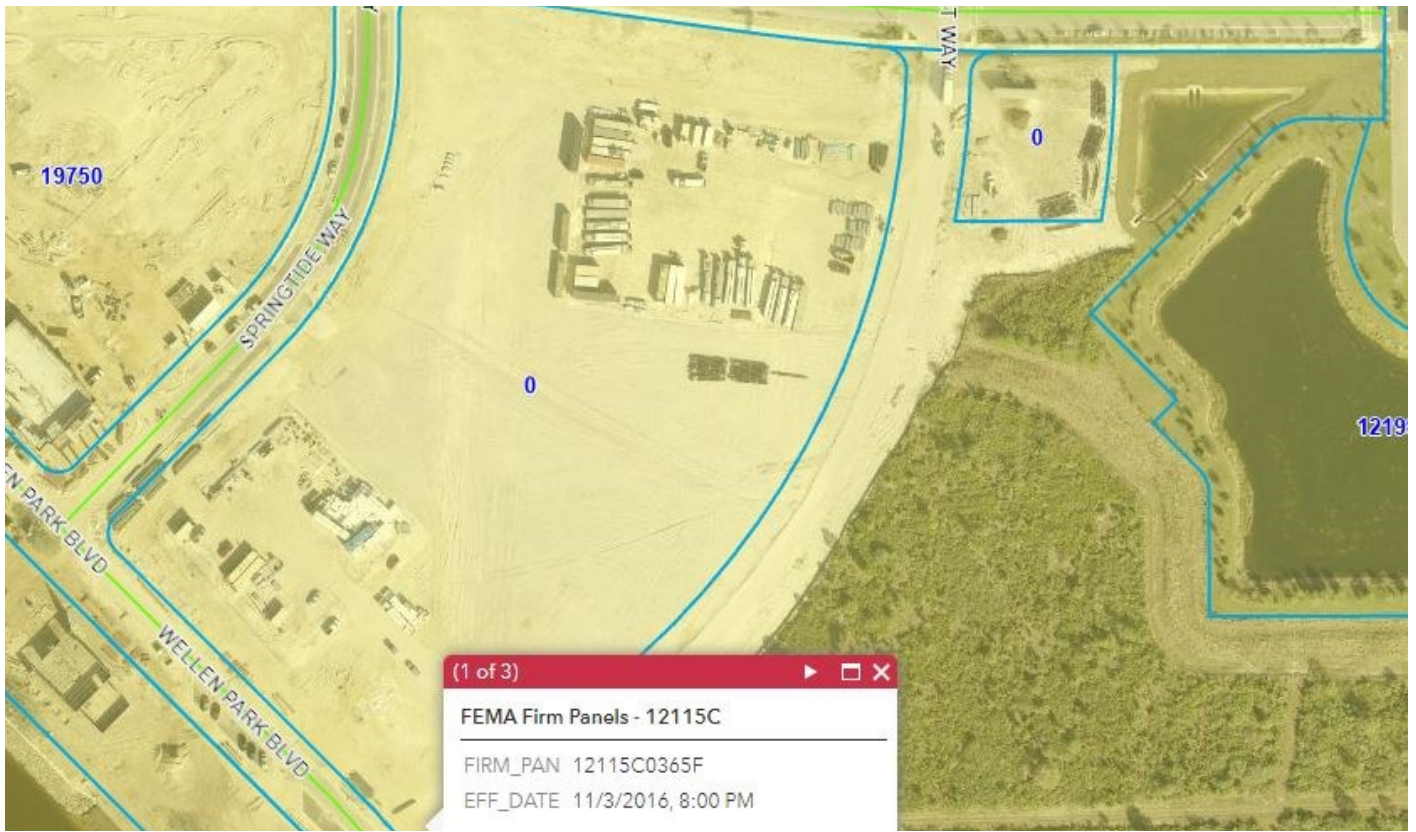 T WAY
0
19750
SPRINGTIDE WAY
0
1219
EN PARK BLVD
WELLEN PARK BLVD
(1 of 3)
FEMA Firm Panels - 12115C
FIRM_PAN 12115C0365F
EFF_DATE 11/3/2016, 8:00 PM